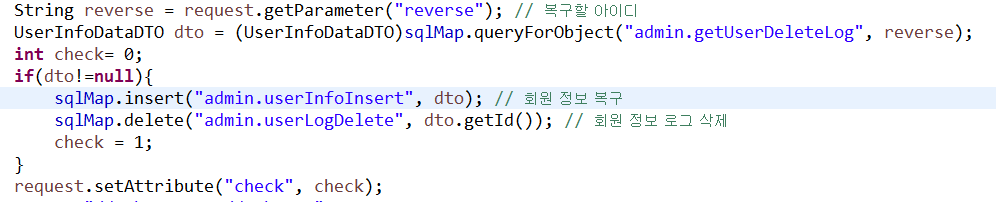 String reverse = request.getParameter("reverse"); // 복구할 아이디
UserInfoDataDTO dto = (UserInfoDataDTO)sqlMap.queryForObject("admin.getUserDeleteLog", reverse);
int check= 0;
if(dto!=null){
    sqlMap.insert("admin.userInfoInsert", dto); // 회원 정보 복구
    sqlMap.delete("admin.userLogDelete", dto.getId()); // 회원 정보 로그 삭제
    check = 1;
}
request.setAttribute("check", check);